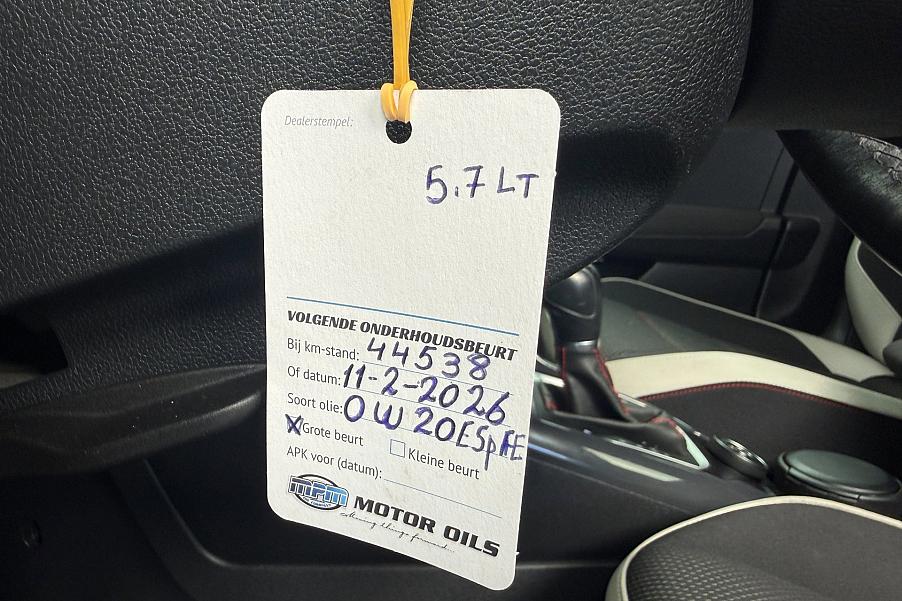 Dealerstempel:
5.7 LT
VOLGENDE ONDERHOUDSBEURT
Bij km-stand: 44538
Of datum: 11-2-2026
Soort olie: 0W20ESpFE
X Grote beurt Kleine beurt
APK voor (datum):
mpm MOTOR OILS